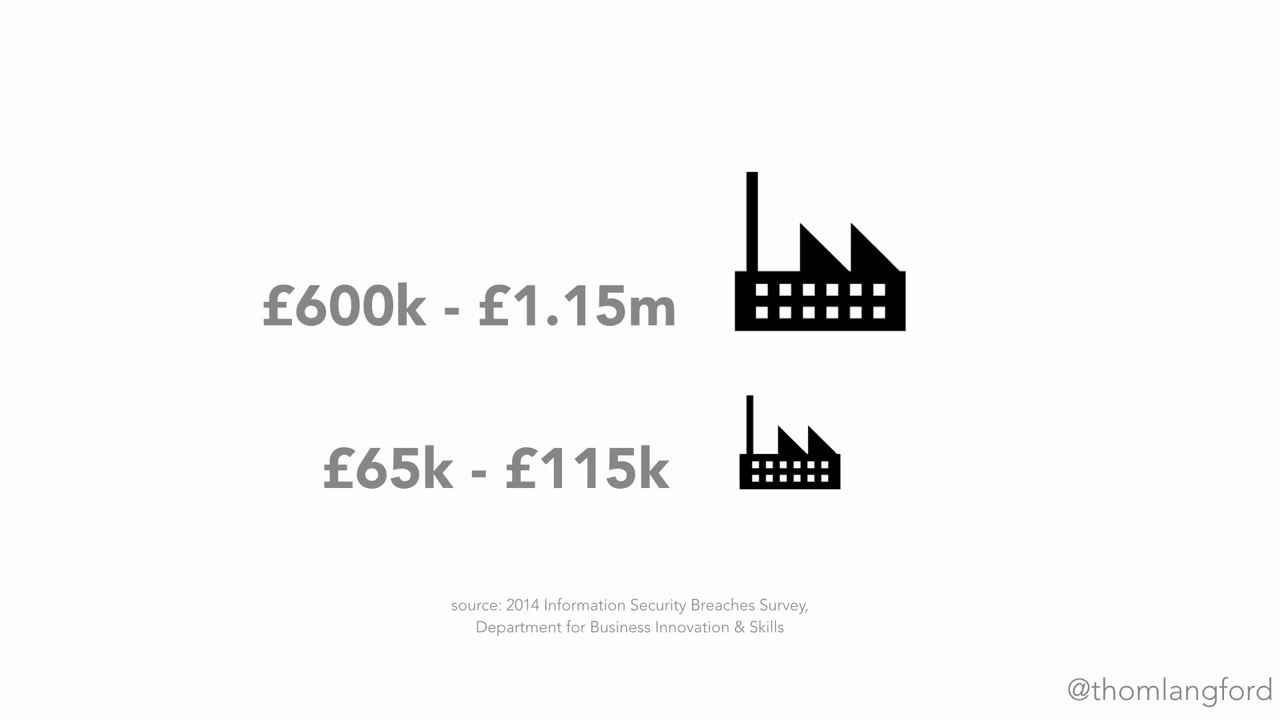 £600k - £1.15m
£65k - £115k
source: 2014 Information Security Breaches Survey,
Department for Business Innovation & Skills
@thomlangford